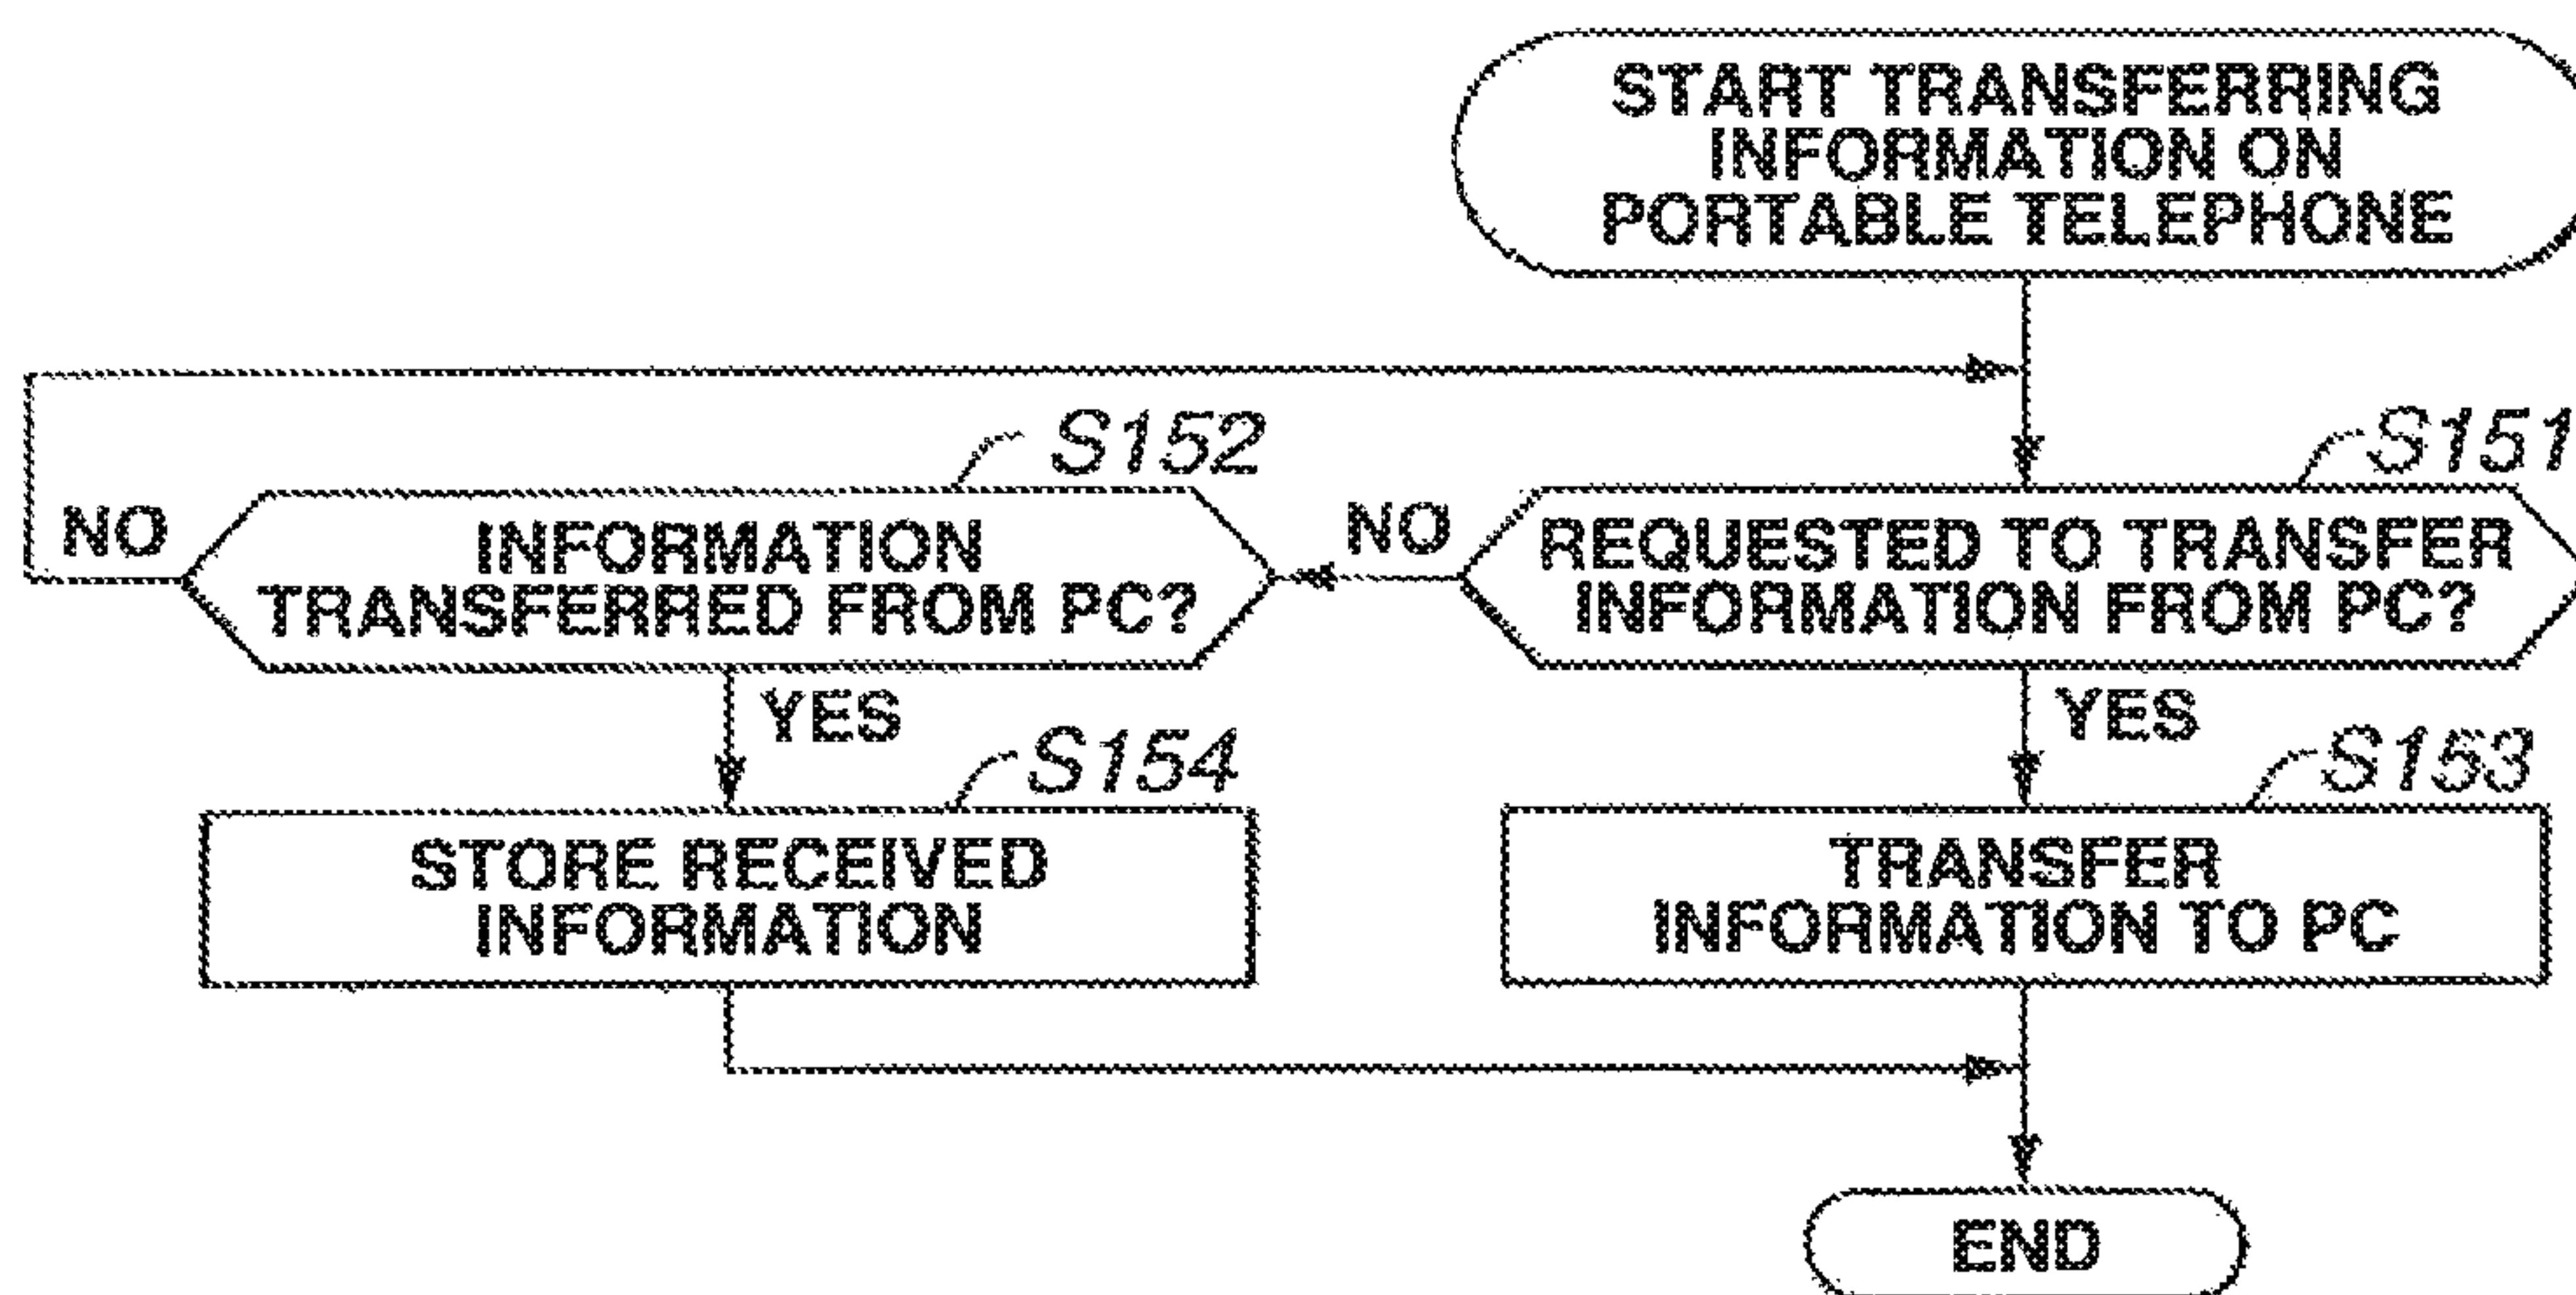 START TRANSFERRING
INFORMATION ON
PORTABLE TELEPHONE
S152
S151
NO
INFORMATION
TRANSFERRED FROM PC?
NO
REQUESTED TO TRANSFER
INFORMATION FROM PC?
YES
YES
S154
S153
STORE RECEIVED
INFORMATION
TRANSFER
INFORMATION TO PC
END